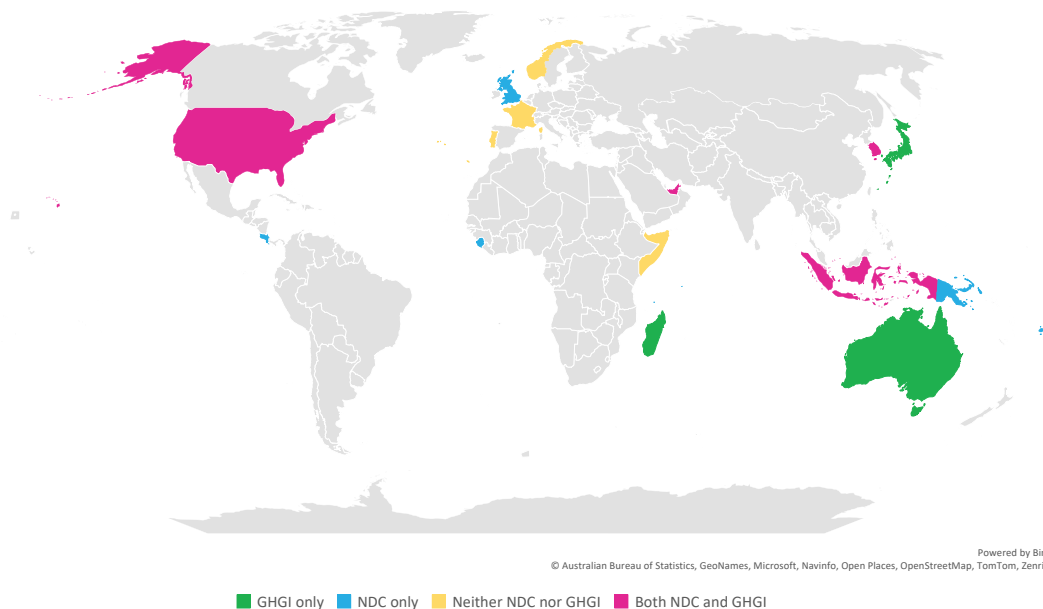 Powered by Bin
© Australian Bureau of Statistics, GeoNames, Microsoft, Navinfo, Open Places, OpenStreetMap, TomTom, Zenri
GHGI only NDC only Neither NDC nor GHGI Both NDC and GHGI